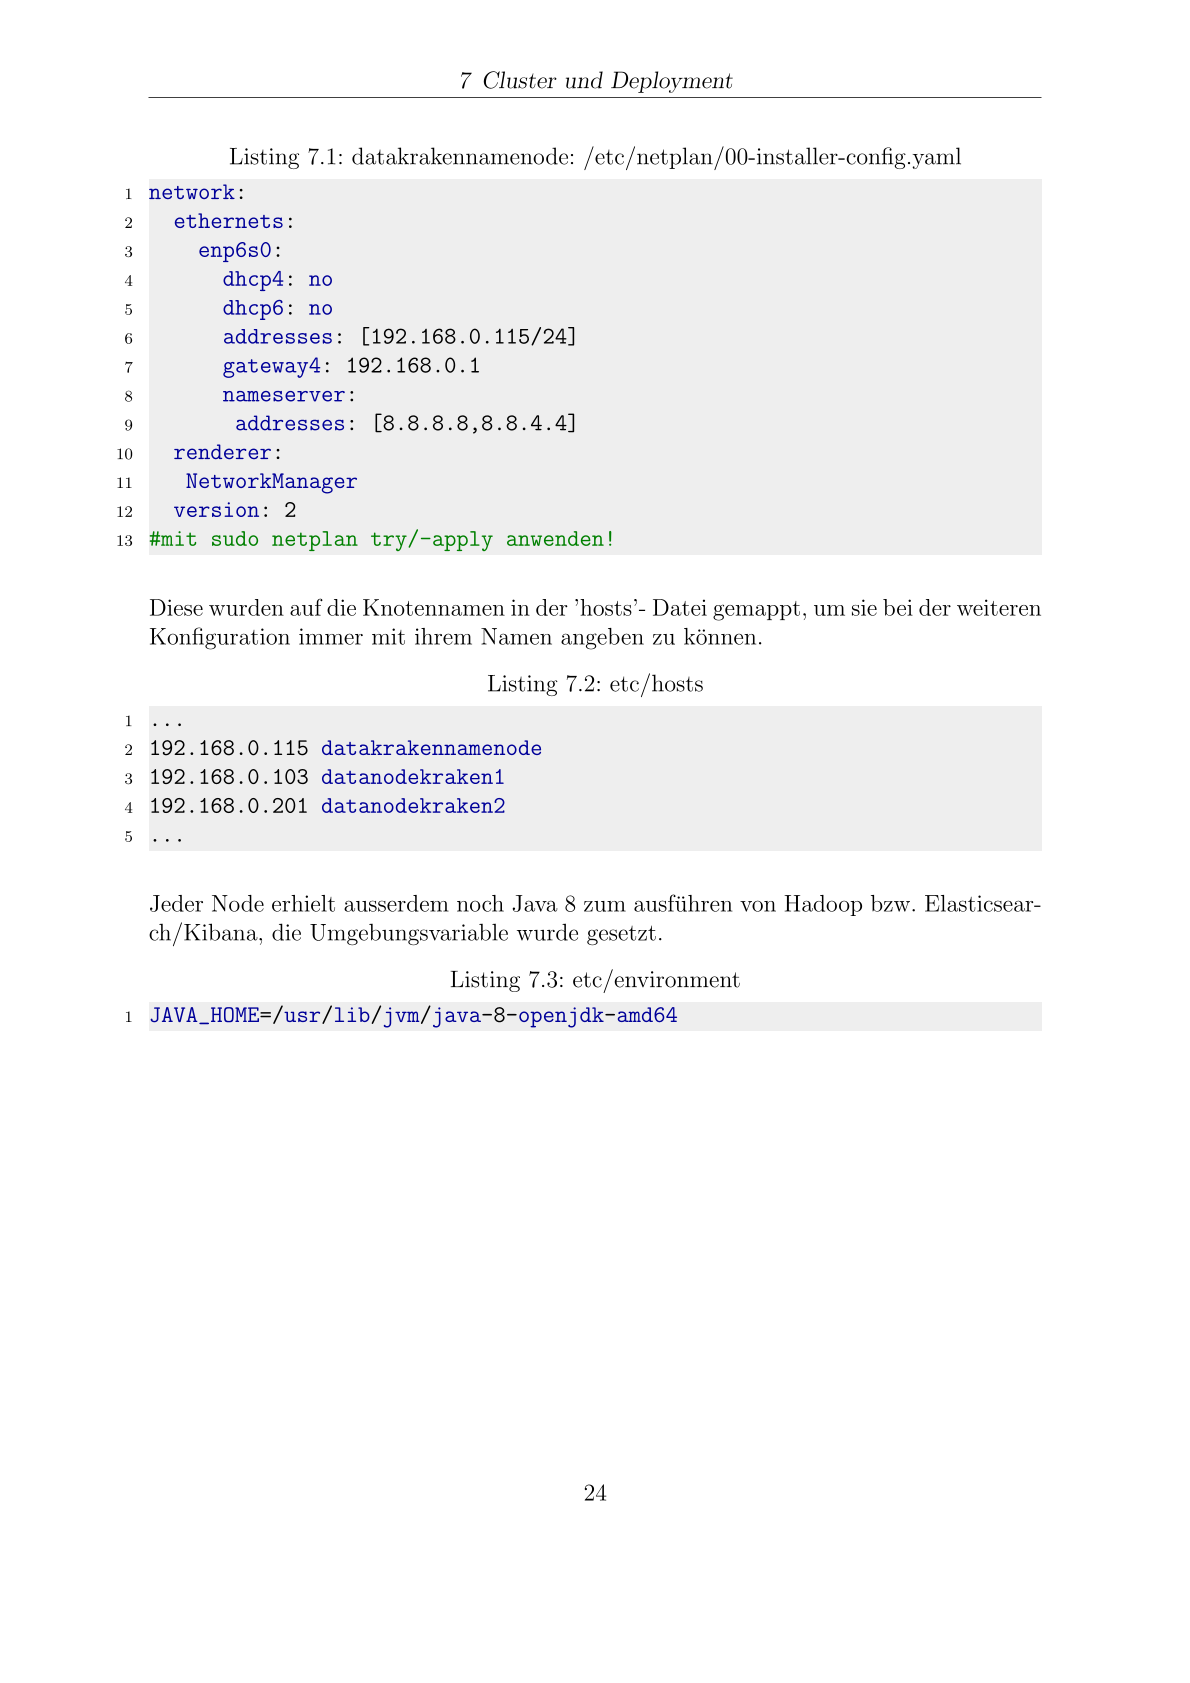 7 Cluster und Deployment
Listing 7.1: datakrakennamenode: /etc/netplan/00-installer-config.yaml
1 network:
2   ethernets:
3     enp6s0:
4       dhcp4: no
5       dhcp6: no
6       addresses: [192.168.0.115/24]
7       gateway4: 192.168.0.1
8       nameserver:
9        addresses: [8.8.8.8,8.8.4.4]
10   renderer:
11    NetworkManager
12   version: 2
13 #mit sudo netplan try/-apply anwenden!
Diese wurden auf die Knotennamen in der 'hosts'- Datei gemappt, um sie bei der weiteren
Konfiguration immer mit ihrem Namen angeben zu können.
Listing 7.2: etc/hosts
1 ...
2 192.168.0.115 datakrakennamenode
3 192.168.0.103 datanodekraken1
4 192.168.0.201 datanodekraken2
5 ...
Jeder Node erhielt ausserdem noch Java 8 zum ausführen von Hadoop bzw. Elasticsear-
ch/Kibana, die Umgebungsvariable wurde gesetzt.
Listing 7.3: etc/environment
1 JAVA_HOME=/usr/lib/jvm/java-8-openjdk-amd64
24